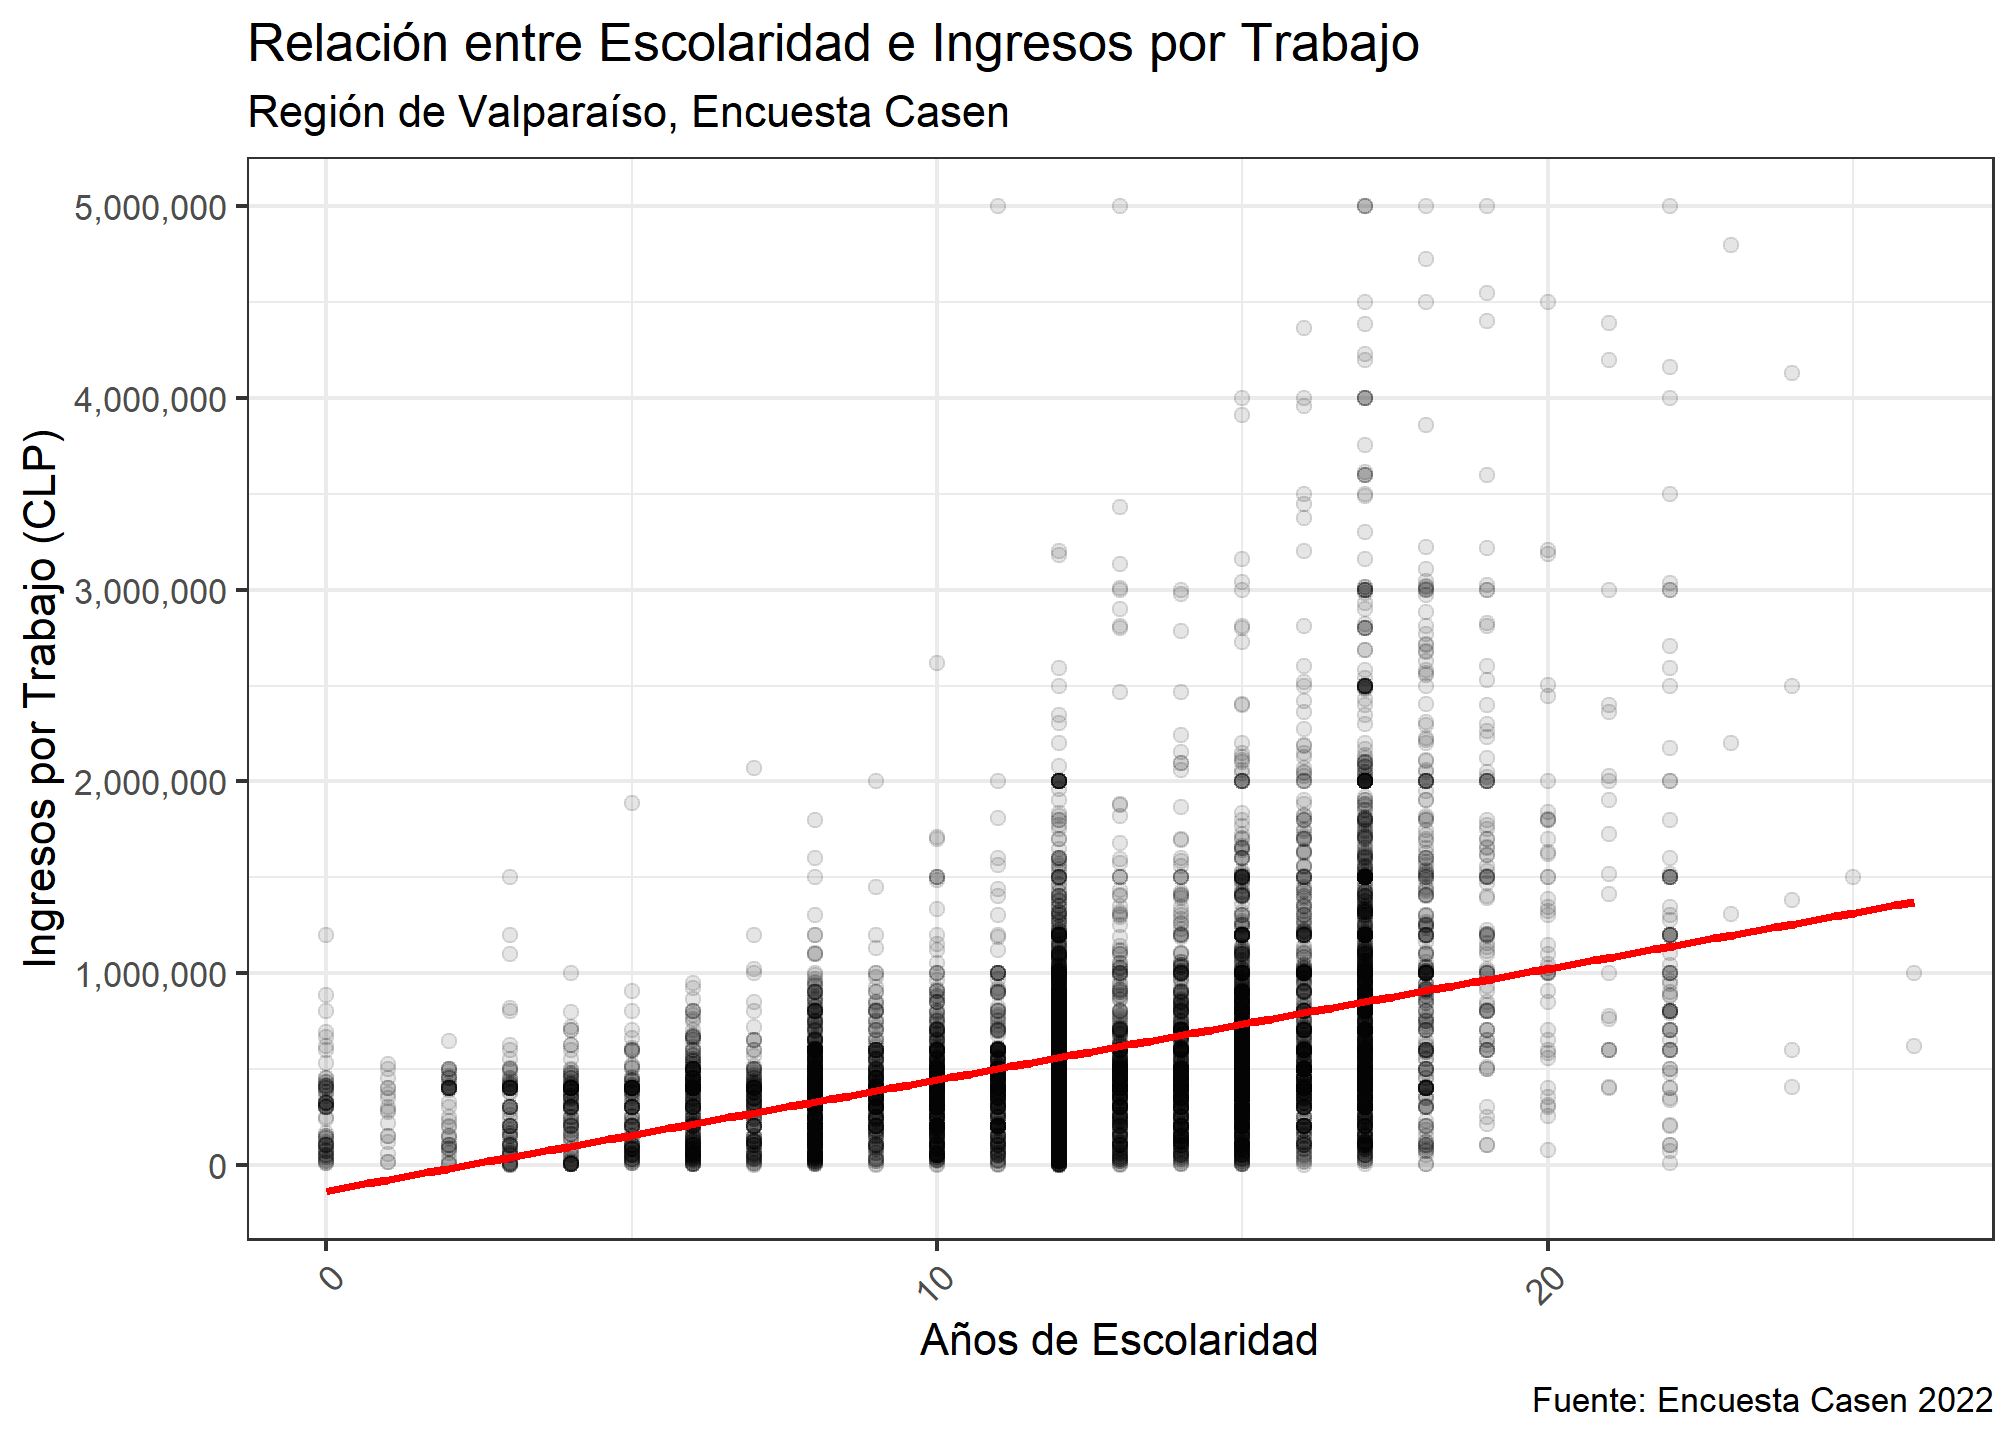 Relación entre Escolaridad e Ingresos por Trabajo
Región de Valparaíso, Encuesta Casen
Ingresos por Trabajo (CLP)
5,000,000
4,000,000
3,000,000
2,000,000
1,000,000
0
0
10
20
Años de Escolaridad
Fuente: Encuesta Casen 2022